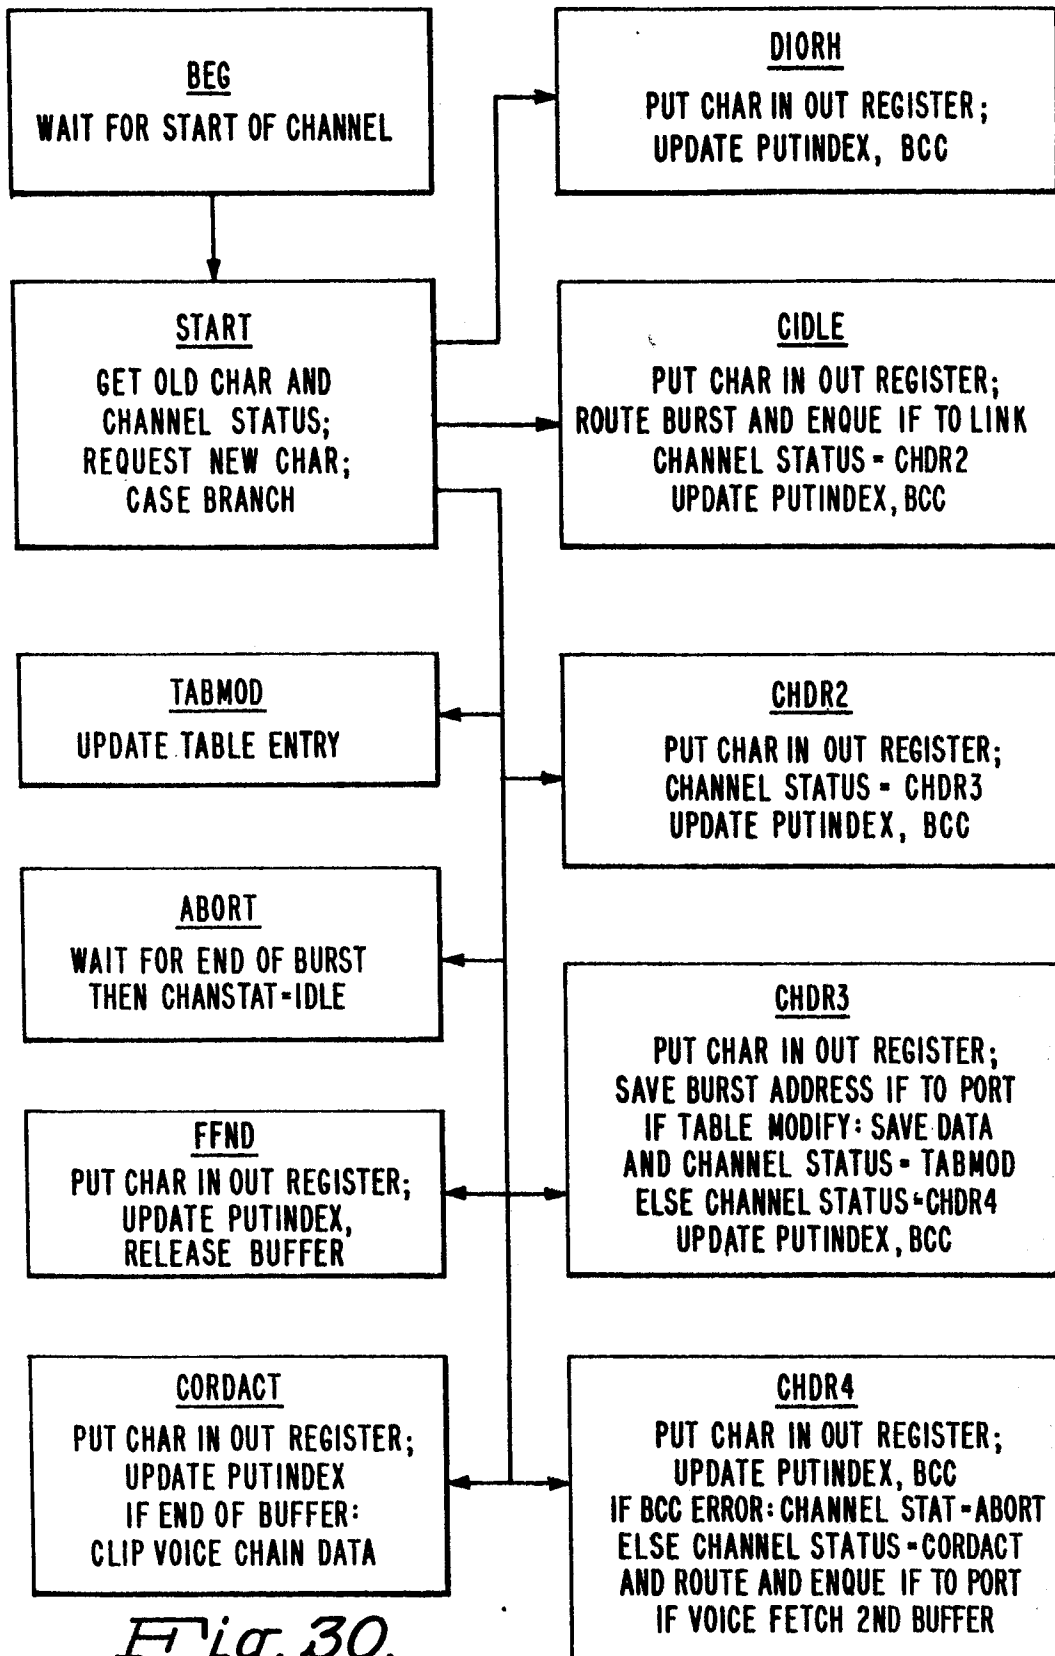 BEG
WAIT FOR START OF CHANNEL
DIORH
PUT CHAR IN OUT REGISTER;
UPDATE PUTINDEX, BCC
START
GET OLD CHAR AND
CHANNEL STATUS;
REQUEST NEW CHAR;
CASE BRANCH
CIDLE
PUT CHAR IN OUT REGISTER;
ROUTE BURST AND ENQUE IF TO LINK
CHANNEL STATUS = CHDR2
UPDATE PUTINDEX, BCC
TABMOD
UPDATE TABLE ENTRY
CHDR2
PUT CHAR IN OUT REGISTER;
CHANNEL STATUS = CHDR3
UPDATE PUTINDEX, BCC
ABORT
WAIT FOR END OF BURST
THEN CHANSTAT=IDLE
CHDR3
PUT CHAR IN OUT REGISTER;
SAVE BURST ADDRESS IF TO PORT
IF TABLE MODIFY: SAVE DATA
AND CHANNEL STATUS = TABMOD
ELSE CHANNEL STATUS=CHDR4
UPDATE PUTINDEX, BCC
FFND
PUT CHAR IN OUT REGISTER;
UPDATE PUTINDEX,
RELEASE BUFFER
CORDACT
PUT CHAR IN OUT REGISTER;
UPDATE PUTINDEX
IF END OF BUFFER:
CLIP VOICE CHAIN DATA
CHDR4
PUT CHAR IN OUT REGISTER;
UPDATE PUTINDEX, BCC
IF BCC ERROR: CHANNEL STAT=ABORT
ELSE CHANNEL STATUS=CORDACT
AND ROUTE AND ENQUE IF TO PORT
IF VOICE FETCH 2ND BUFFER
Fig. 30.